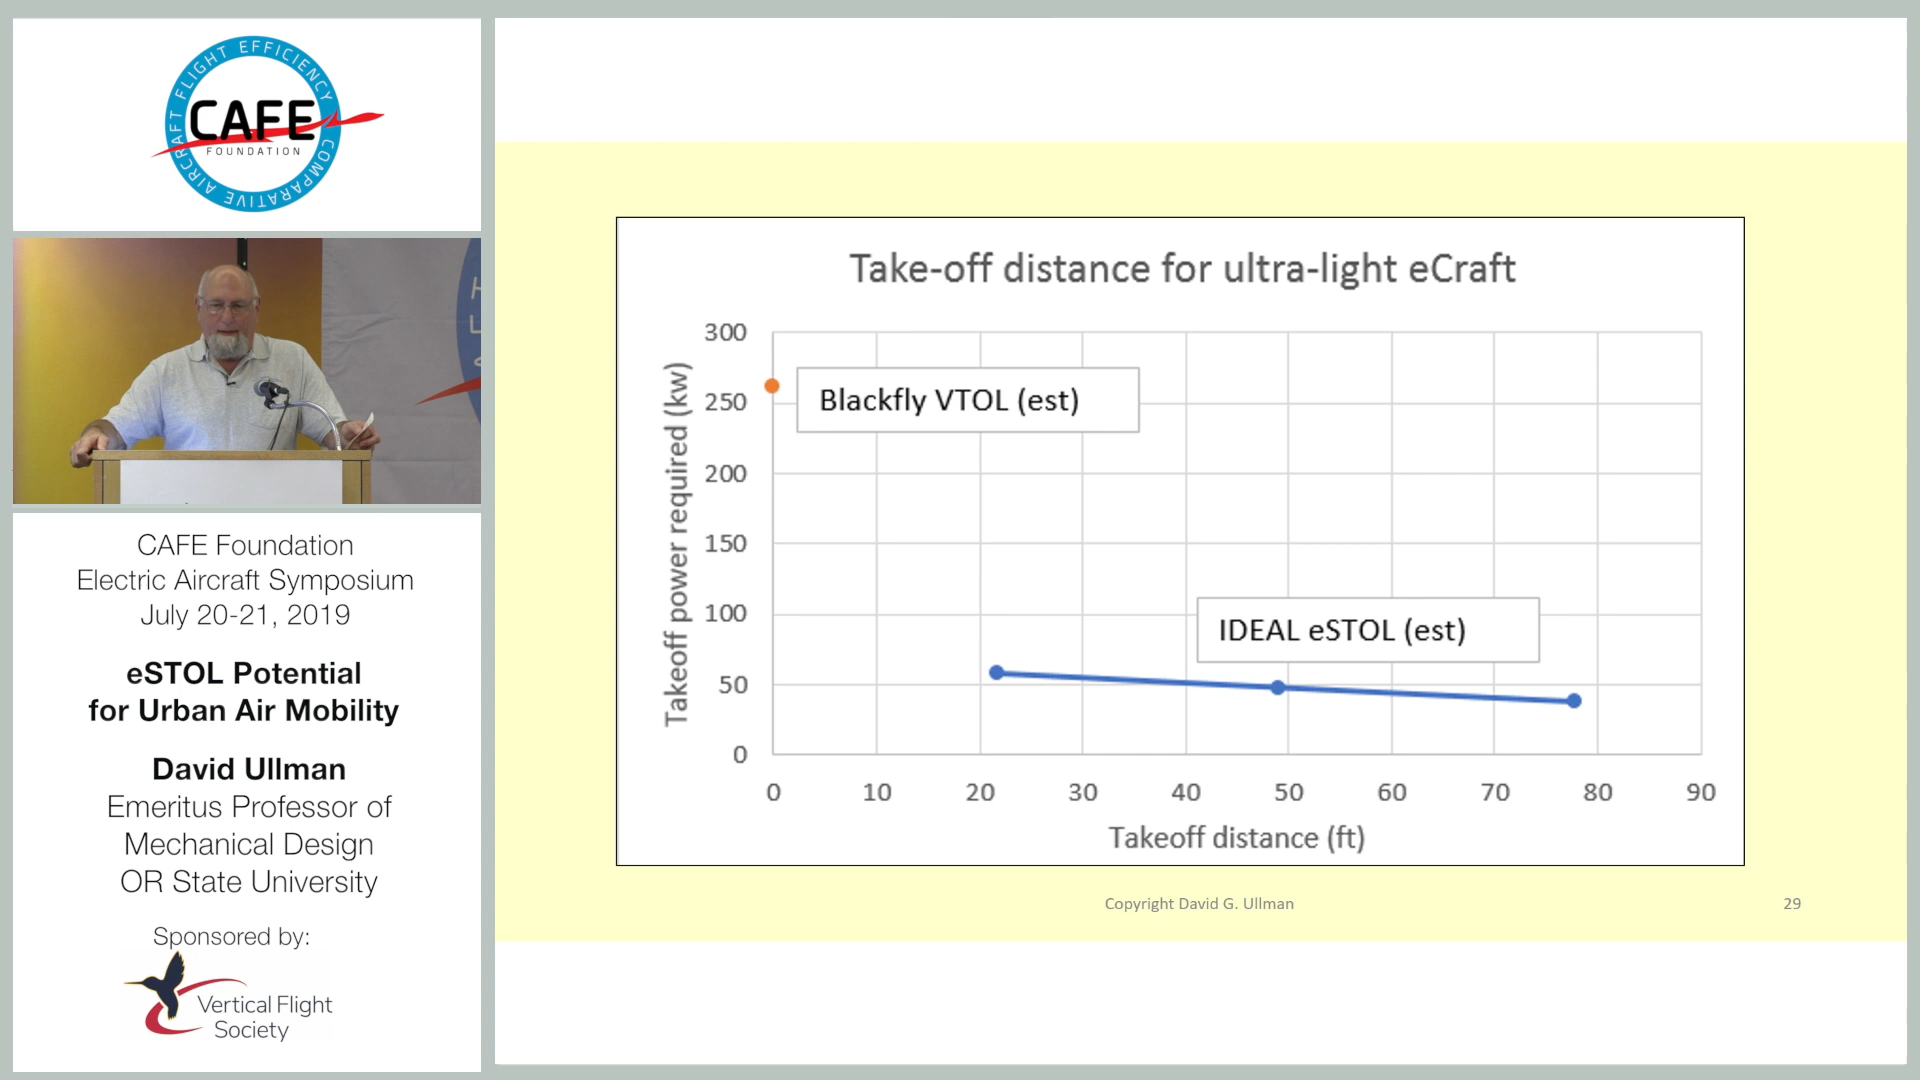 AIRCRAFT FLIGHT EFFICIENCY COMPARATIVE
CAFE
FOUNDATION
CAFE Foundation
Electric Aircraft Symposium
July 20-21, 2019
eSTOL Potential
for Urban Air Mobility
David Ullman
Emeritus Professor of
Mechanical Design
OR State University
Sponsored by:
Vertical Flight
Society
Take-off distance for ultra-light eCraft
Takeoff power required (kw)
300
250
200
150
100
50
0
Blackfly VTOL (est)
IDEAL eSTOL (est)
0 10 20 30 40 50 60 70 80 90
Takeoff distance (ft)
Copyright David G. Ullman
29